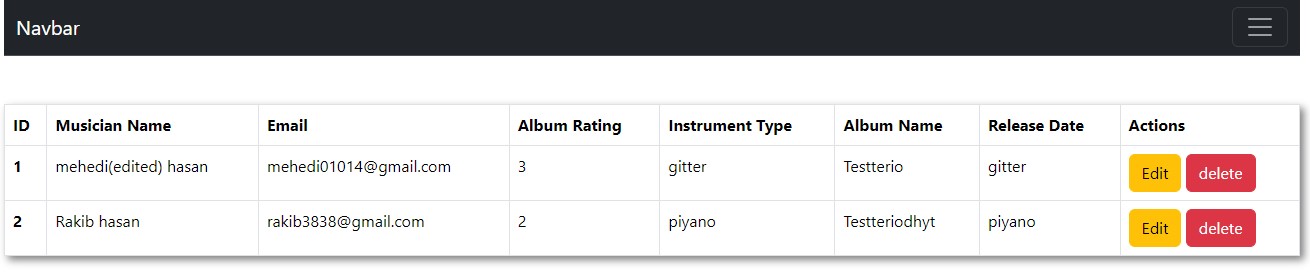 Navbar
ID Musician Name Email Album Rating Instrument Type Album Name Release Date Actions
1 mehedi(edited) hasan mehedi01014@gmail.com 3 gitter Testterio gitter Edit delete
2 Rakib hasan rakib3838@gmail.com 2 piyano Testteriodhyt piyano Edit delete